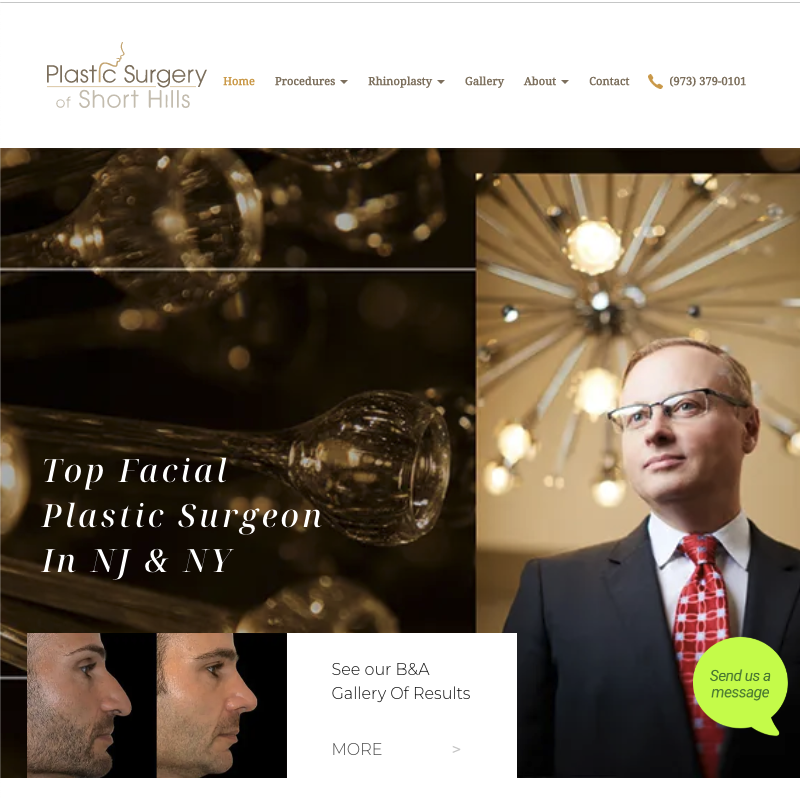 Plastic Surgery
of Short Hills
Home Procedures Rhinoplasty Gallery About Contact (973) 379-0101
Top Facial
Plastic Surgeon
In NJ & NY
See our B&A
Gallery Of Results
MORE >
Send us a
message